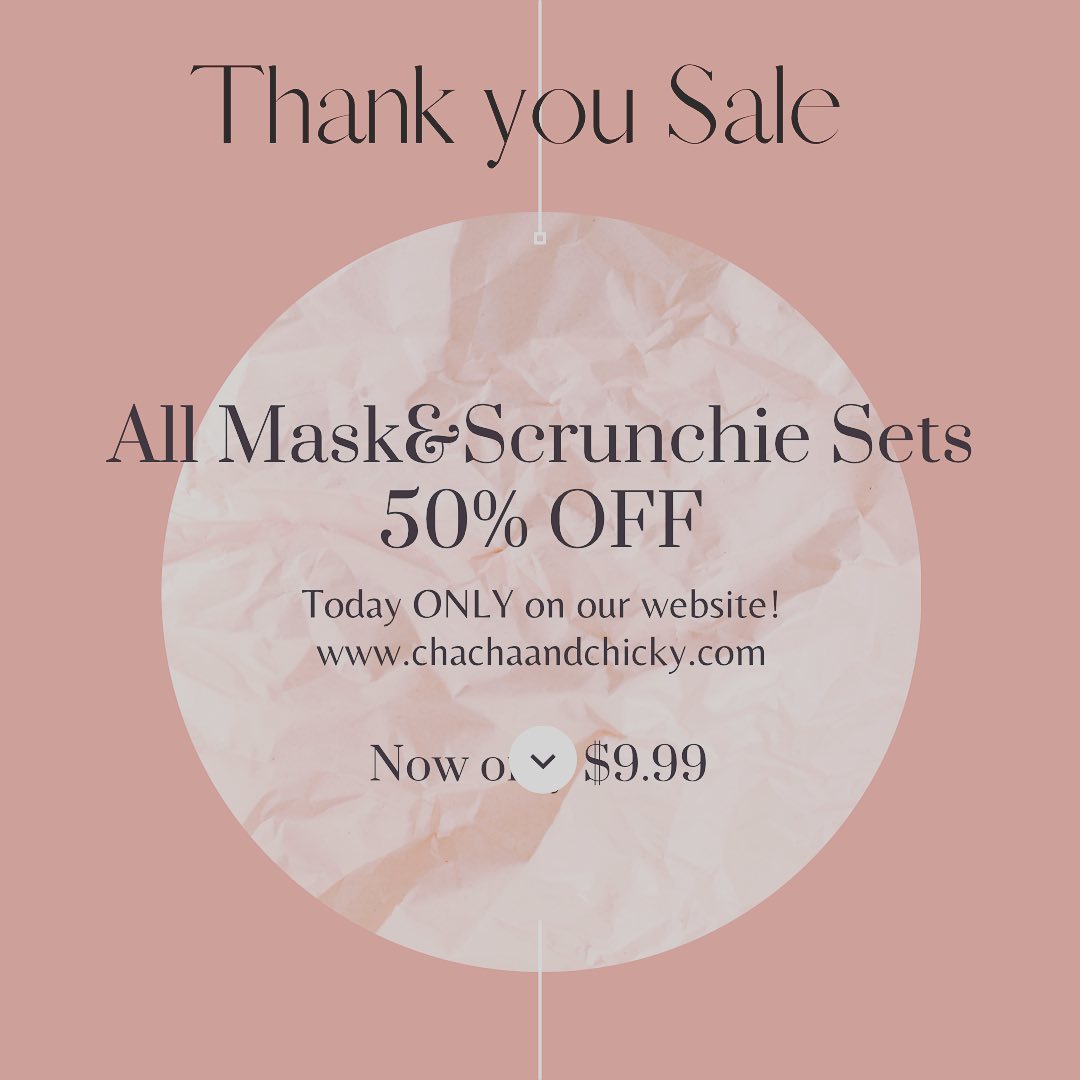 Thank you Sale
All Mask&Scrunchie Sets
50% OFF
Today ONLY on our website!
www.chachaandchicky.com
Now $9.99